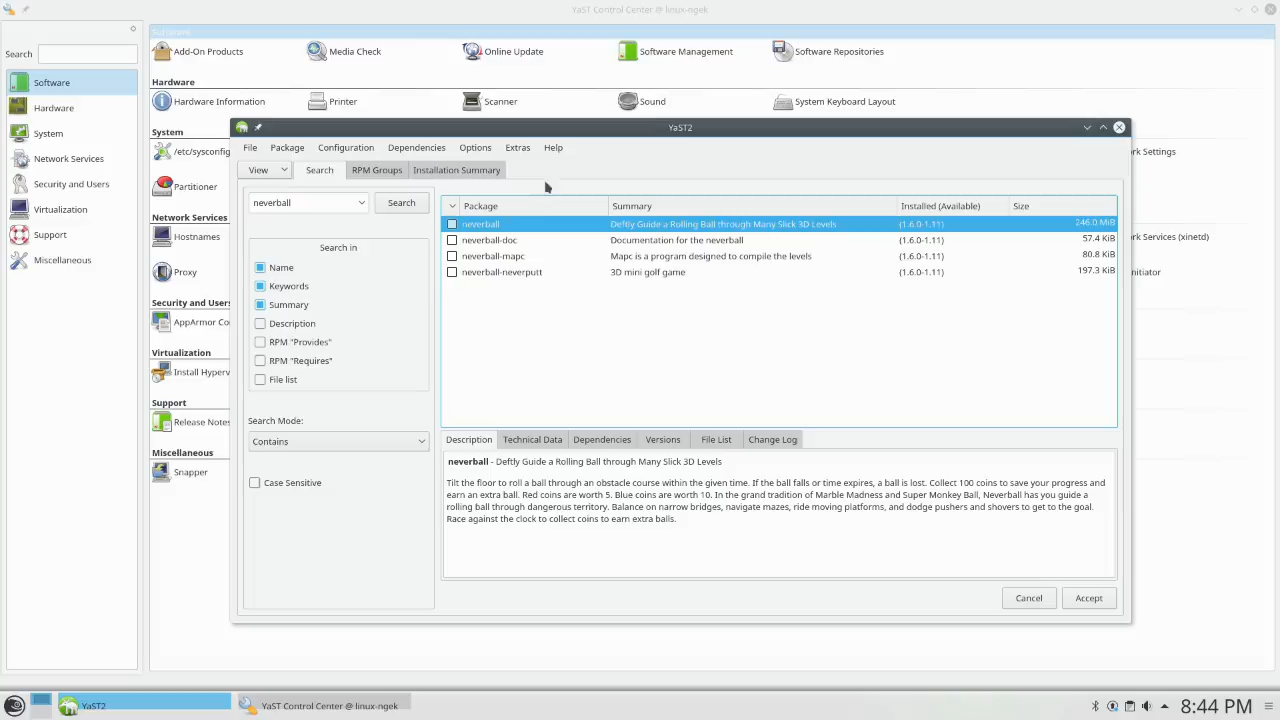 YaST Control Center @ linux-ngek
Search
Software
Hardware
System
Network Services
Security and Users
Virtualization
Support
Miscellaneous
Software
Add-On Products
Media Check
Online Update
Software Management
Software Repositories
Hardware
Hardware Information
Printer
Scanner
Sound
System Keyboard Layout
System
/etc/sysconfig
k Settings
Partitioner
Network Services
Hostnames
k Services (xinetd)
Proxy
nitiator
Security and Users
AppArmor Co
Virtualization
Install Hyperv
Support
Release Notes
Miscellaneous
Snapper
YaST2
File
Package
Configuration
Dependencies
Options
Extras
Help
View
Search
RPM Groups
Installation Summary
neverball
Search
Search in
Name
Keywords
Summary
Description
RPM "Provides"
RPM "Requires"
File list
Search Mode:
Contains
Case Sensitive
Package Summary Installed (Available) Size
neverball Deftly Guide a Rolling Ball through Many Slick 3D Levels (1.6.0-1.11) 246.0 MiB
neverball-doc Documentation for the neverball (1.6.0-1.11) 57.4 KiB
neverball-mapc Mapc is a program designed to compile the levels (1.6.0-1.11) 80.8 KiB
neverball-neverputt 3D mini golf game (1.6.0-1.11) 197.3 KiB
Description
Technical Data
Dependencies
Versions
File List
Change Log
neverball - Deftly Guide a Rolling Ball through Many Slick 3D Levels
Tilt the floor to roll a ball through an obstacle course within the given time. If the ball falls or time expires, a ball is lost. Collect 100 coins to save your progress and
earn an extra ball. Red coins are worth 5. Blue coins are worth 10. In the grand tradition of Marble Madness and Super Monkey Ball, Neverball has you guide a
rolling ball through dangerous territory. Balance on narrow bridges, navigate mazes, ride moving platforms, and dodge pushers and shovers to get to the goal.
Race against the clock to collect coins to earn extra balls.
Cancel
Accept
YaST2
YaST Control Center @ linux-ngek
8:44 PM